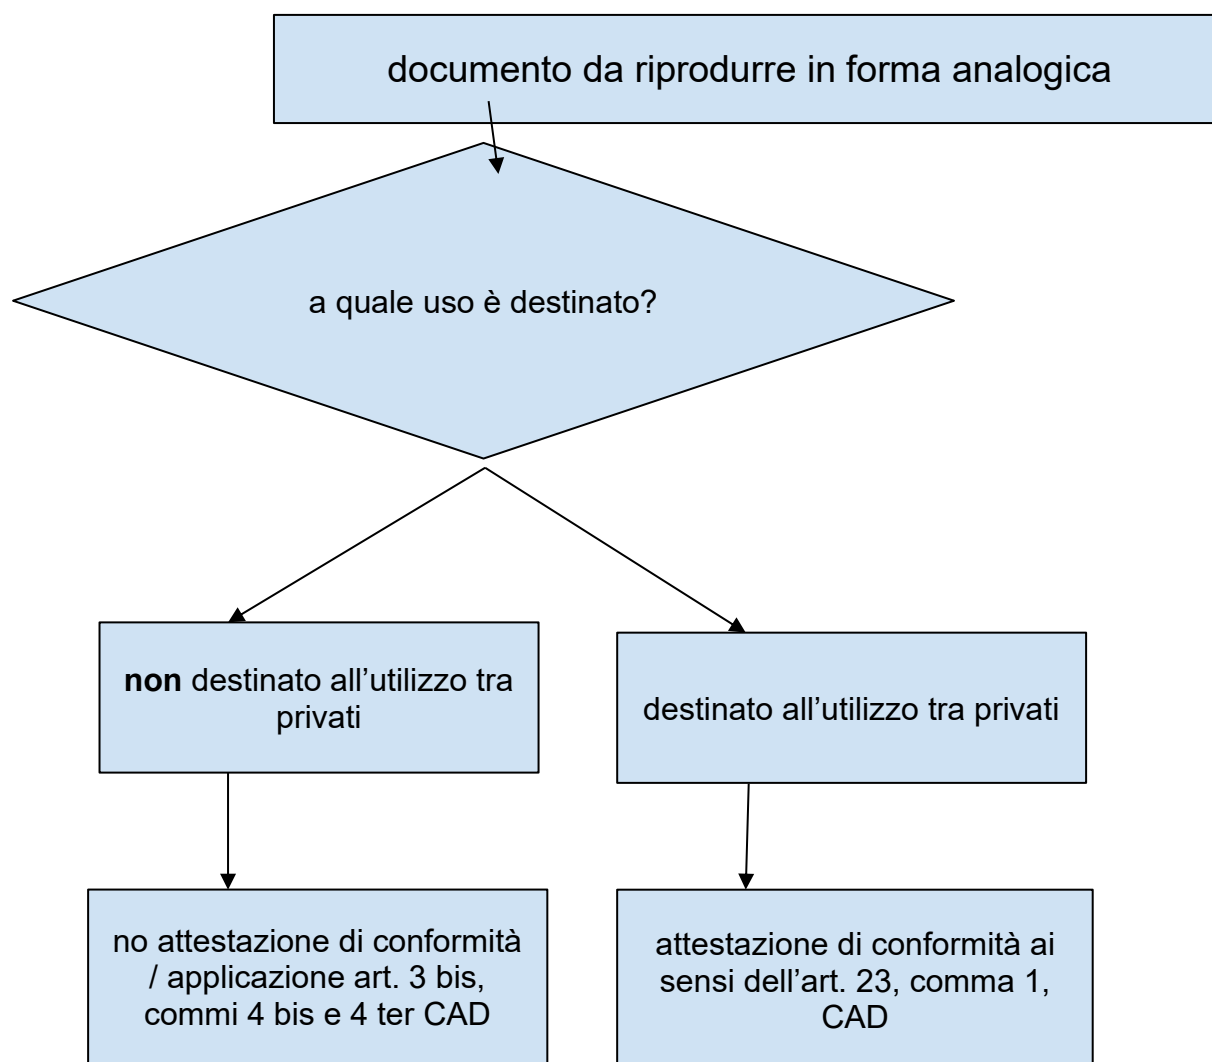 documento da riprodurre in forma analogica
a quale uso è destinato?
non destinato all’utilizzo tra
privati
destinato all’utilizzo tra privati
no attestazione di conformità
/ applicazione art. 3 bis,
commi 4 bis e 4 ter CAD
attestazione di conformità ai
sensi dell’art. 23, comma 1,
CAD